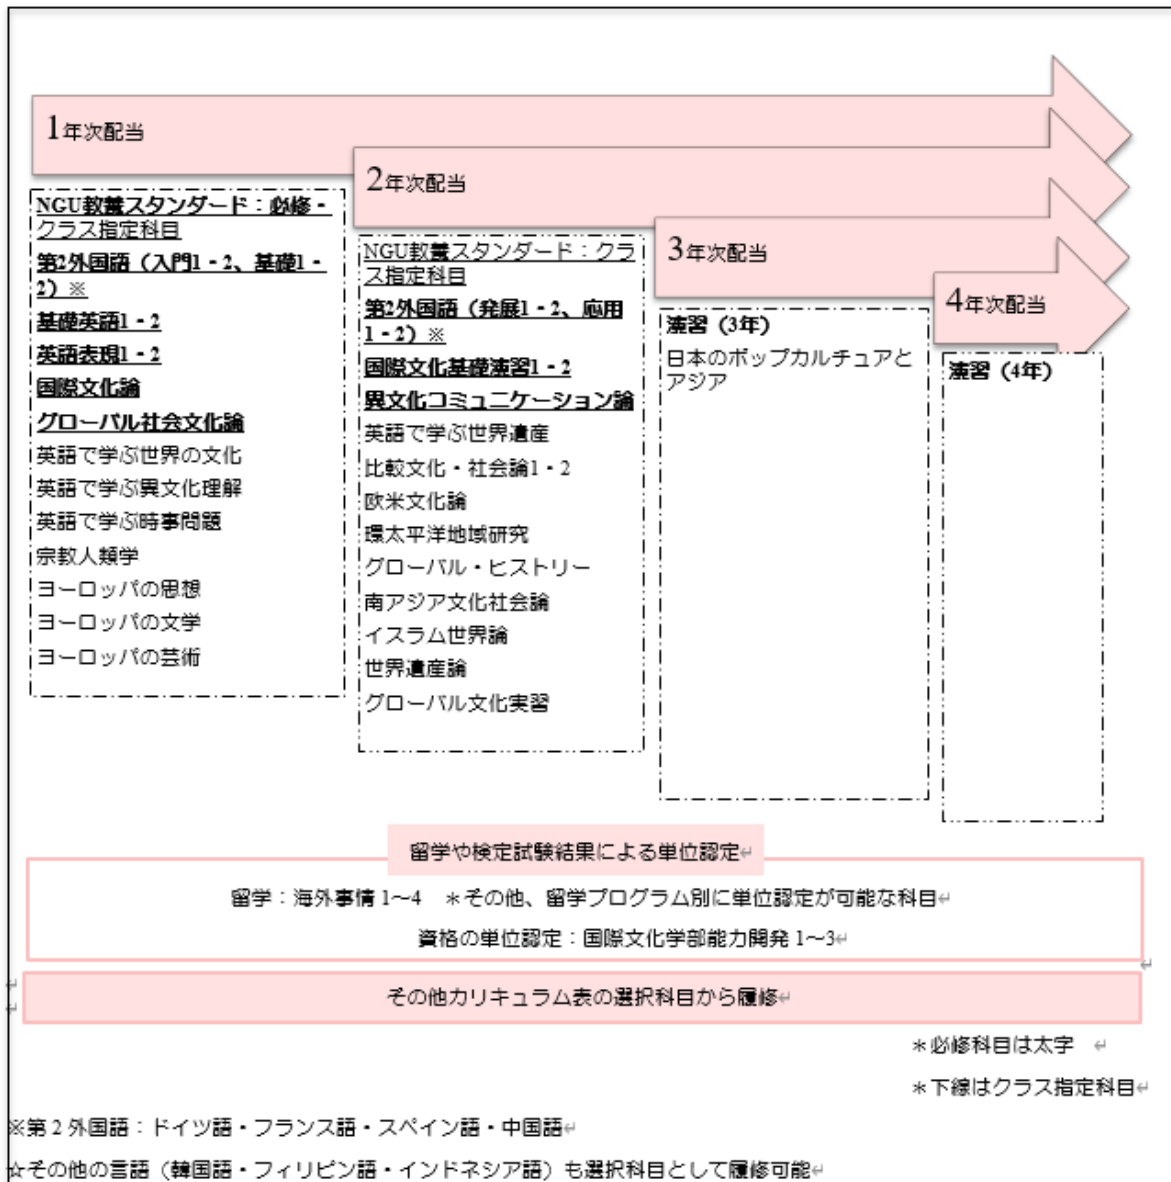 1年次配当
NGU教養スタンダード：必修・
クラス指定科目
第2外国語（入門1・2、基礎1・
2）※
基礎英語1・2
英語表現1・2
国際文化論
グローバル社会文化論
英語で学ぶ世界の文化
英語で学ぶ異文化理解
英語で学ぶ時事問題
宗教人類学
ヨーロッパの思想
ヨーロッパの文学
ヨーロッパの芸術
2年次配当
NGU教養スタンダード：クラ
ス指定科目
第2外国語（発展1・2、応用
1・2）※
国際文化基礎演習1・2
異文化コミュニケーション論
英語で学ぶ世界遺産
比較文化・社会論1・2
欧米文化論
環太平洋地域研究
グローバル・ヒストリー
南アジア文化社会論
イスラム世界論
世界遺産論
グローバル文化実習
3年次配当
演習（3年）
日本のポップカルチュアと
アジア
4年次配当
演習（4年）
留学や検定試験結果による単位認定↵
留学：海外事情 1～4　＊その他、留学プログラム別に単位認定が可能な科目↵
資格の単位認定：国際文化学部能力開発 1～3↵
↵
↵
↵
その他カリキュラム表の選択科目から履修↵
＊必修科目は太字　↵
＊下線はクラス指定科目↵
※第 2 外国語：ドイツ語・フランス語・スペイン語・中国語↵
☆その他の言語（韓国語・フィリピン語・インドネシア語）も選択科目として履修可能↵